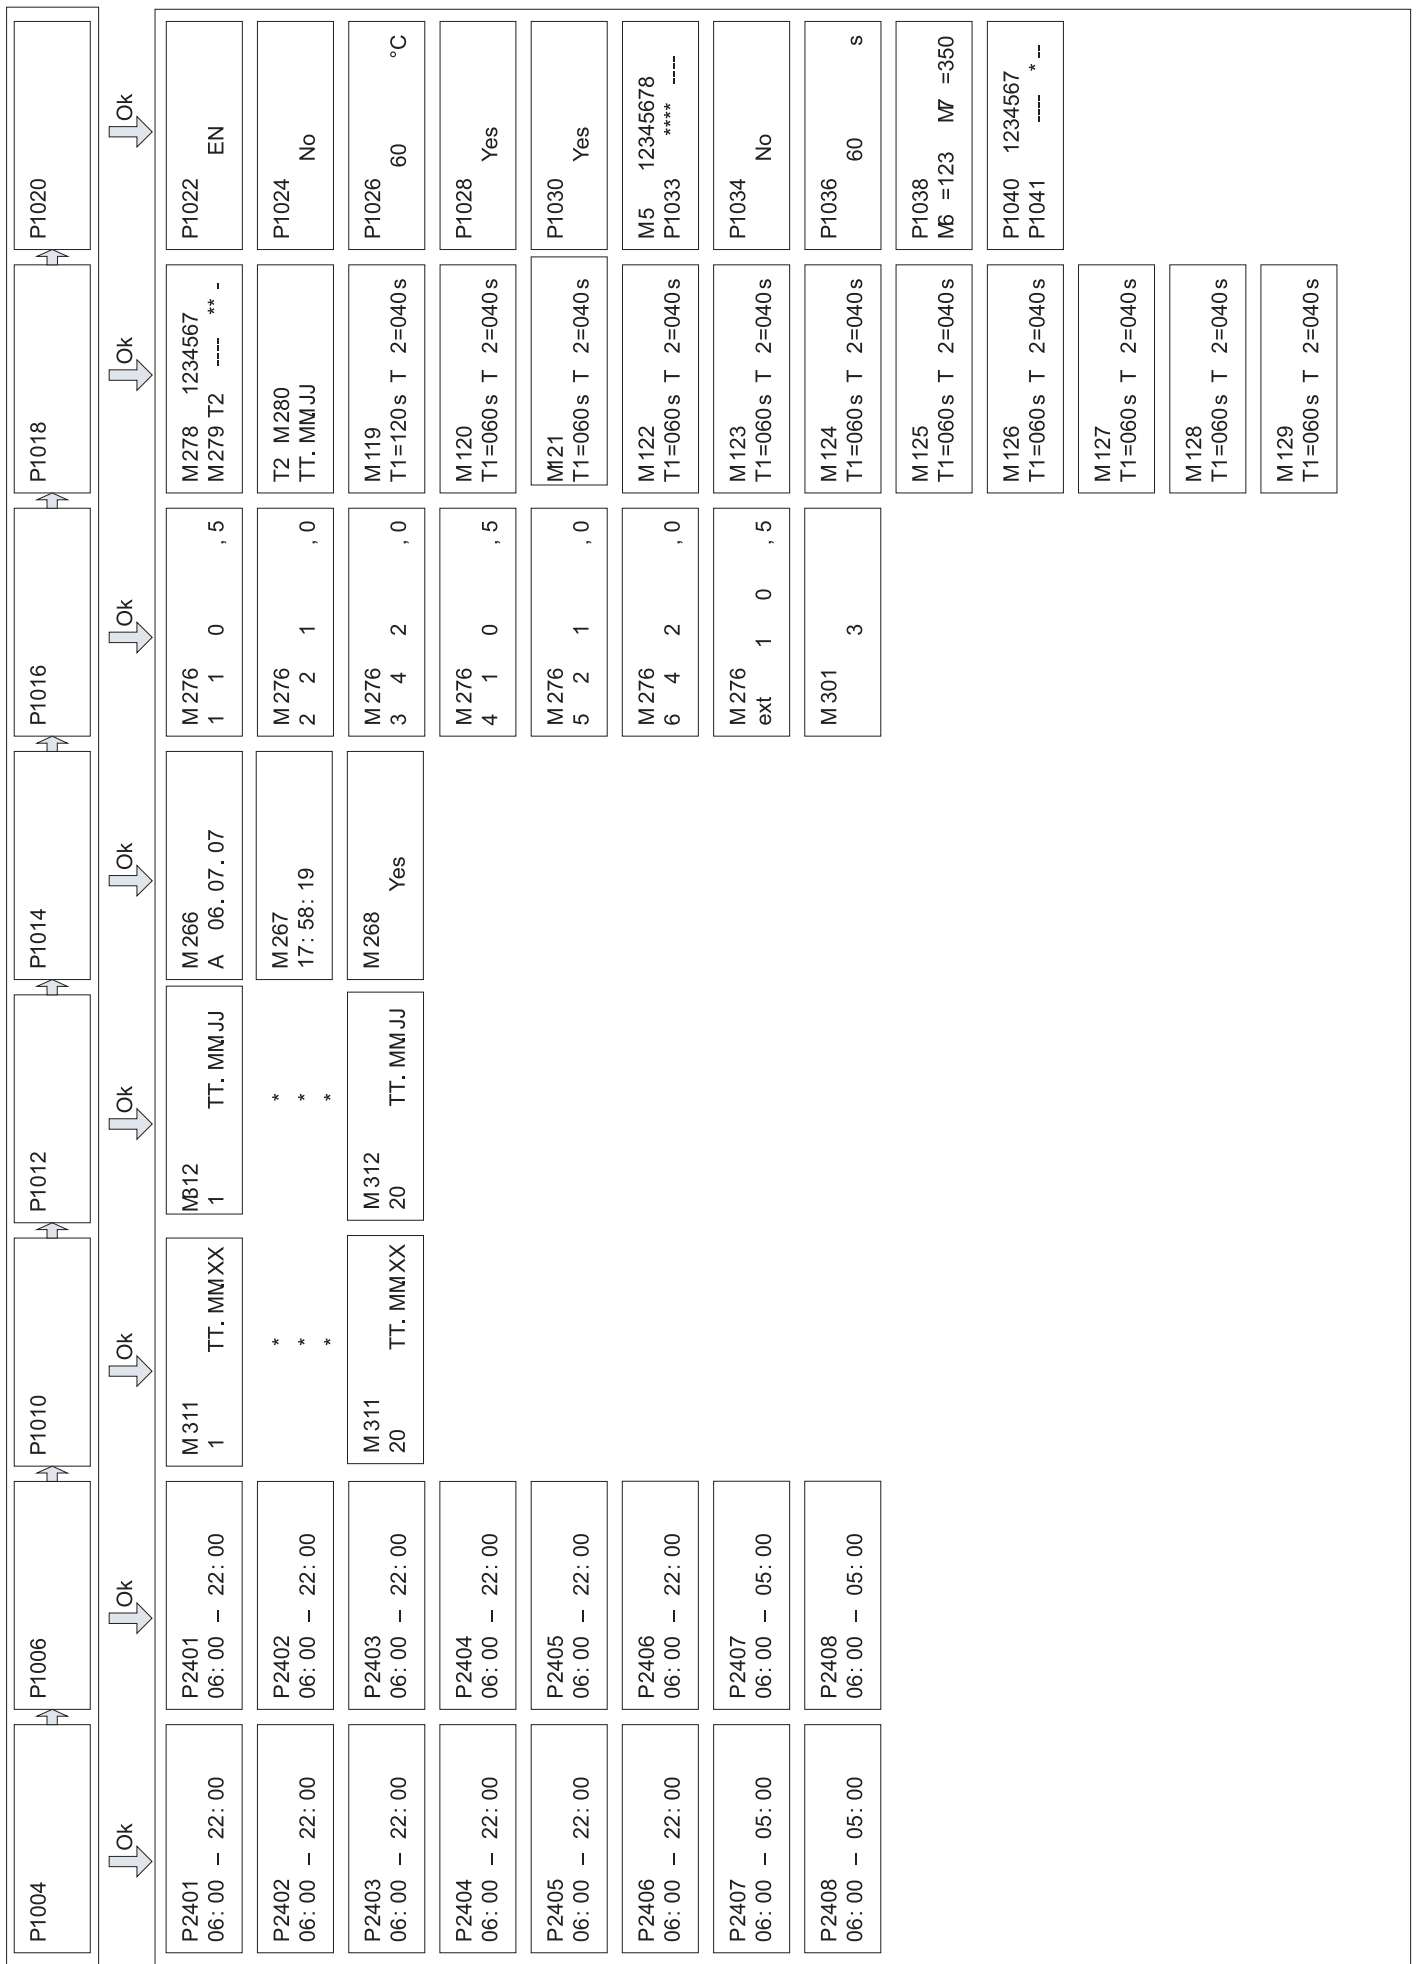 P1004
P1006
P1010
P1012
P1014
P1016
P1018
P1020
Ok
Ok
Ok
Ok
Ok
Ok
Ok
Ok
P2401
06:00 – 22:00
P2402
06:00 – 22:00
P2403
06:00 – 22:00
P2404
06:00 – 22:00
P2405
06:00 – 22:00
P2406
06:00 – 22:00
P2407
06:00 – 05:00
P2408
06:00 – 05:00
P2401
06:00 – 22:00
P2402
06:00 – 22:00
P2403
06:00 – 22:00
P2404
06:00 – 22:00
P2405
06:00 – 22:00
P2406
06:00 – 22:00
P2407
06:00 – 05:00
P2408
06:00 – 05:00
M311
1 TT.MMXX
*
*
*
M311
20 TT.MMXX
M312
1 TT.MMJJ
*
*
*
M312
20 TT.MMJJ
M266
A 06.07.07
M267
17:58:19
M268
Yes
M276
1 1 0 ,5
M276
2 2 1 ,0
M276
3 4 2 ,0
M276
4 1 0 ,5
M276
5 2 1 ,0
M276
6 4 2 ,0
M276
ext 1 0 ,5
M301
3
M278 1234567
M279 T2 ---- ** -
T2 M280
TT.MMJJ
M119
T1=120s T 2=040s
M120
T1=060s T 2=040s
M121
T1=060s T 2=040s
M122
T1=060s T 2=040s
M123
T1=060s T 2=040s
M124
T1=060s T 2=040s
M125
T1=060s T 2=040s
M126
T1=060s T 2=040s
M127
T1=060s T 2=040s
M128
T1=060s T 2=040s
M129
T1=060s T 2=040s
P1022
EN
P1024
No
P1026
60 °C
P1028
Yes
P1030
Yes
M5 12345678
P1033 **** ----
P1034
No
P1036
60 s
P1038
M6 =123 M7 =350
P1040 1234567
P1041 ---- * --